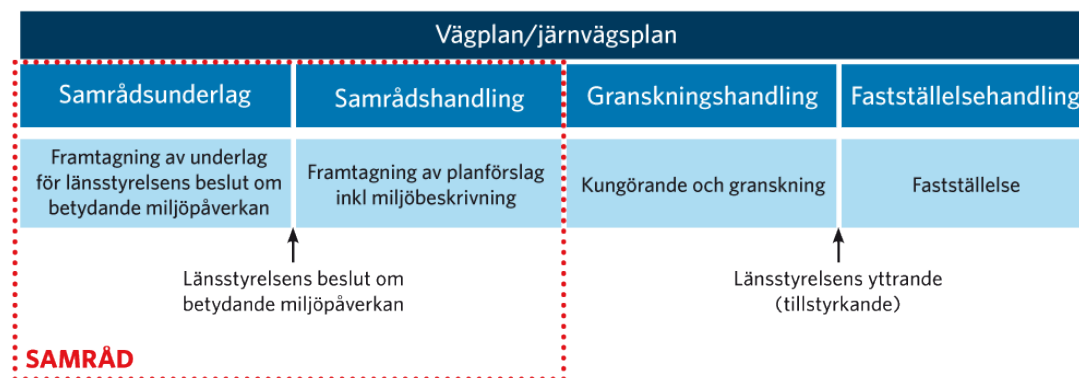 Vägplan/järnvägsplan
Samrådsunderlag
Samrådshandling
Granskningshandling
Fastställelsehandling
Framtagning av underlag
för länsstyrelsens beslut om
betydande miljöpåverkan
Framtagning av planförslag
inkl miljöbeskrivning
Kungörande och granskning
Fastställelse
Länsstyrelsens beslut om
betydande miljöpåverkan
Länsstyrelsens yttrande
(tillstyrkande)
SAMRÅD